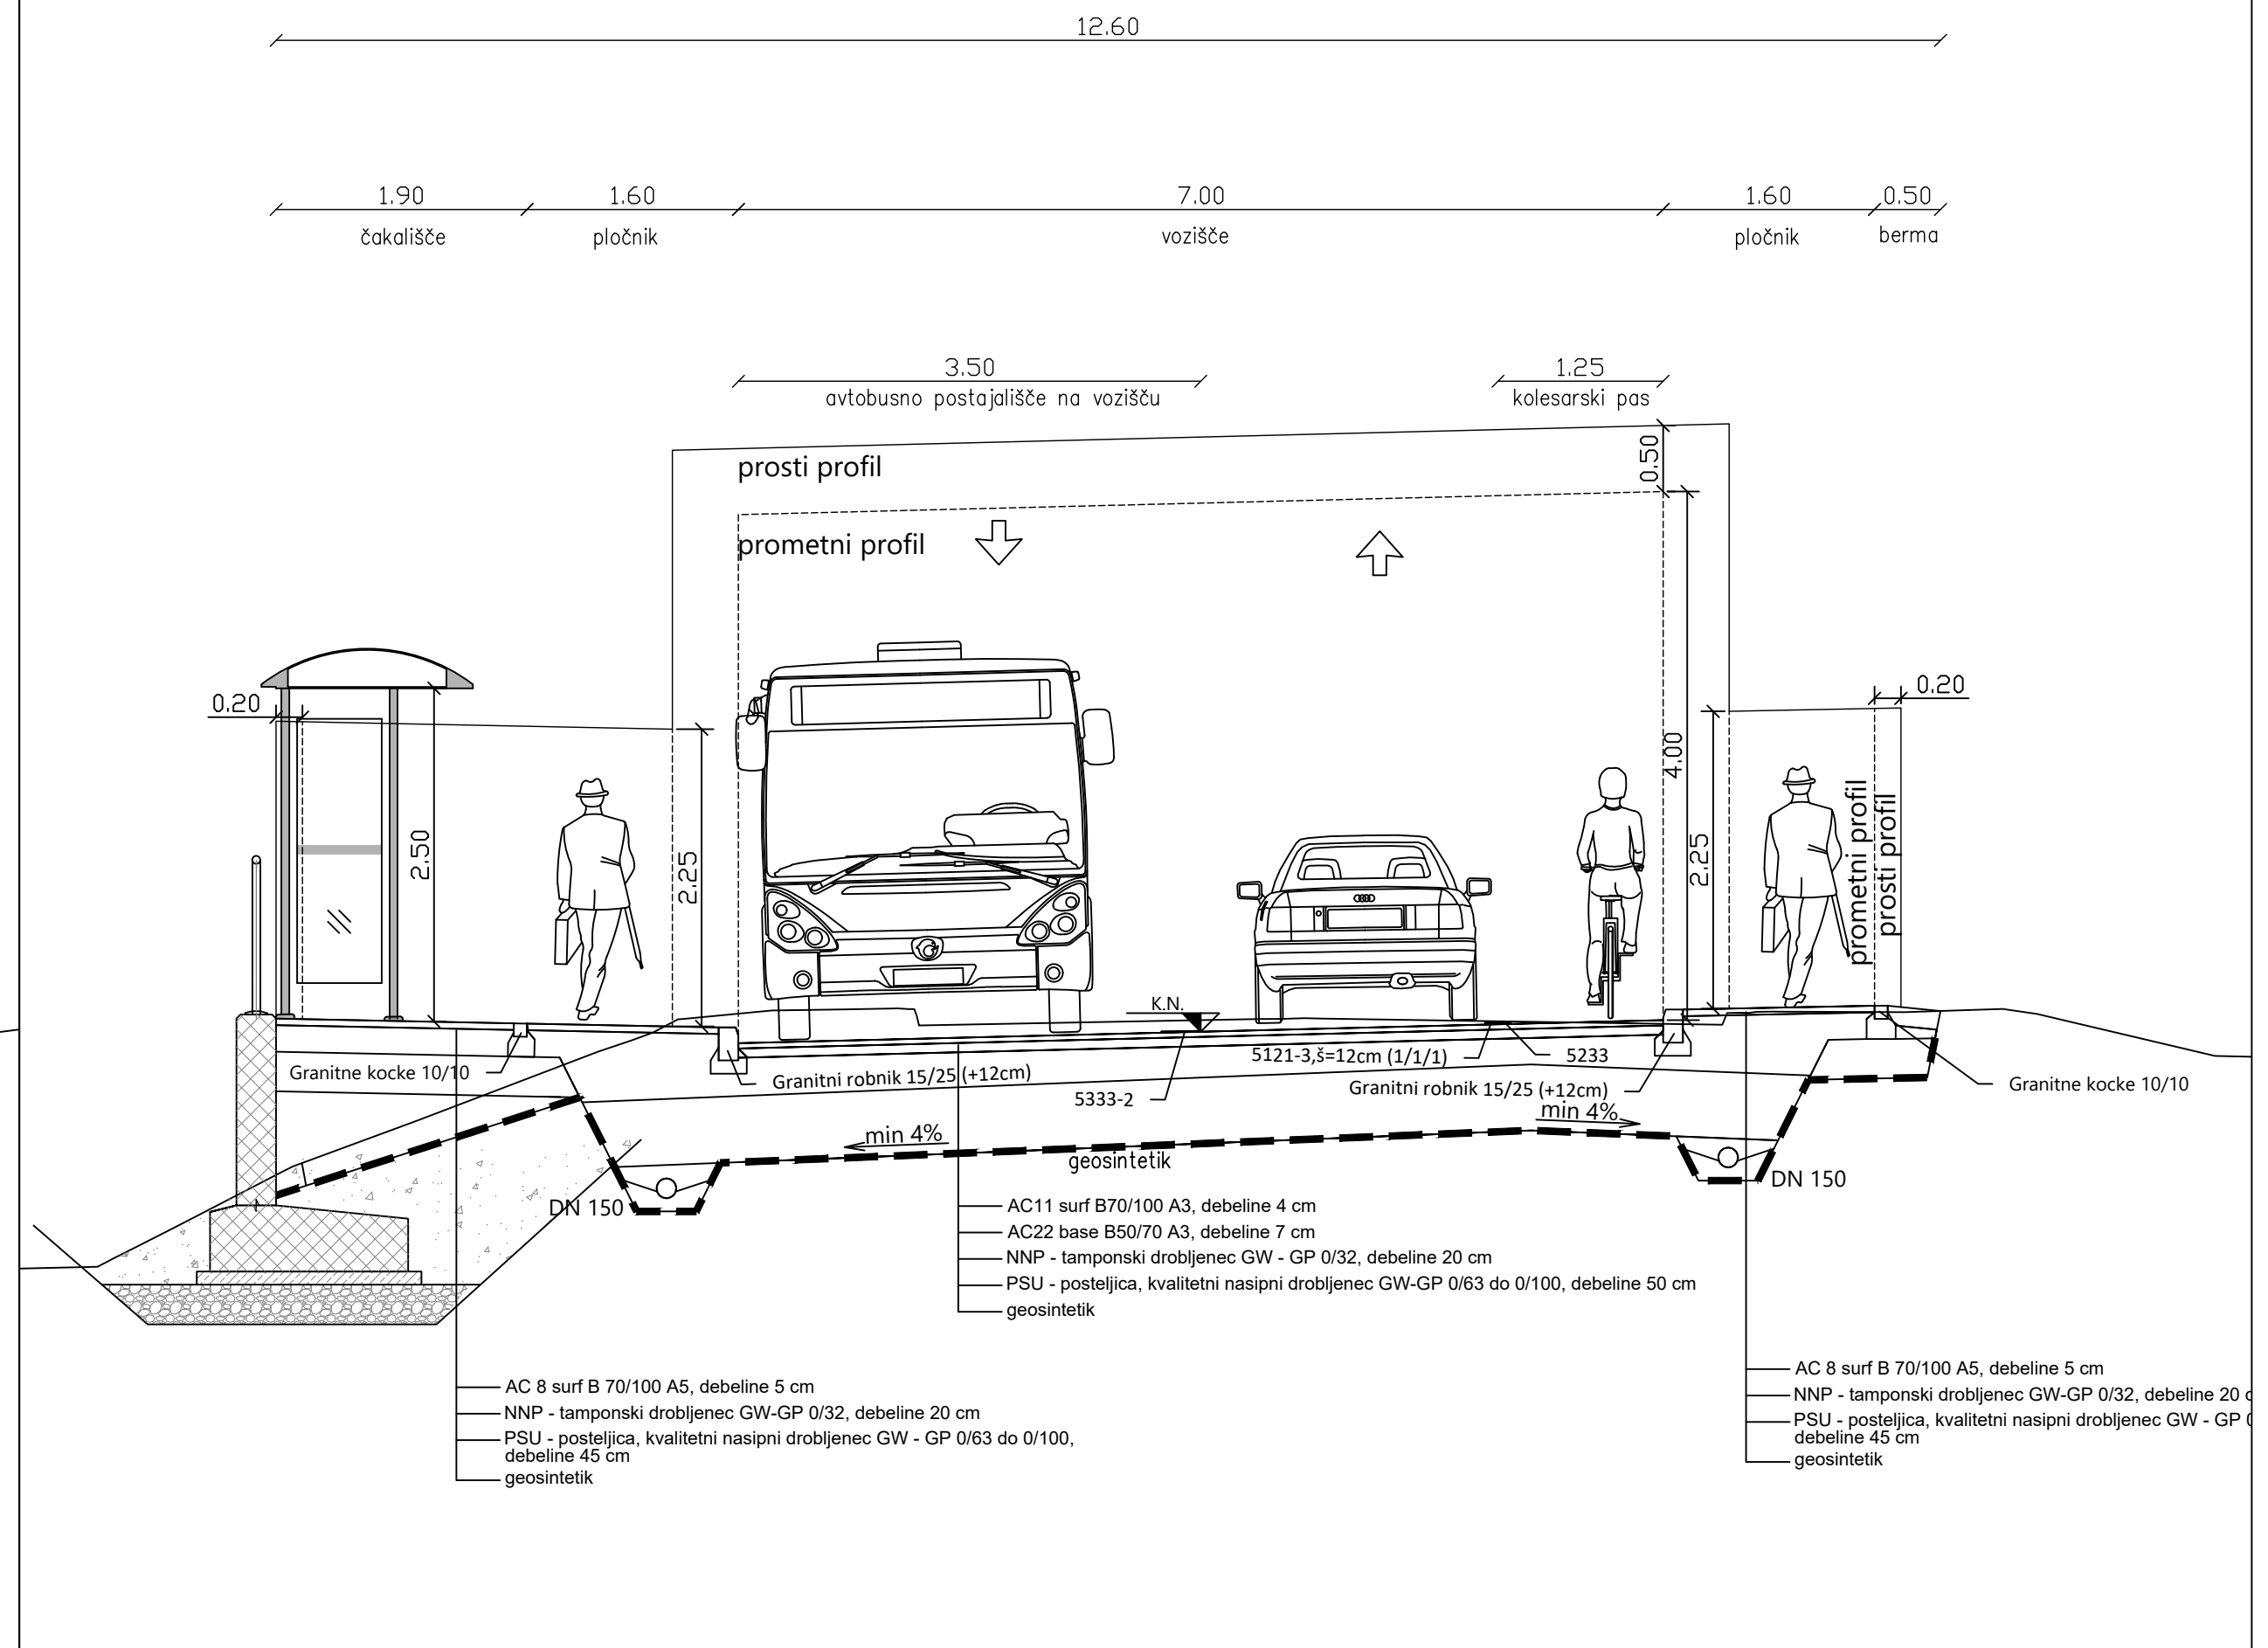 12.60
1.90
1.60
7.00
1.60
0.50
čakališče
pločnik
vozišče
pločnik
berma
3.50
1.25
avtobusno postajališče na vozišču
kolesarski pas
prosti profil
0.50
prometni profil
0.20
0.20
4.00
2.50
2.25
2.25
prometni profil
prosti profil
K.N.
Granitne kocke 10/10
Granitni robnik 15/25 (+12cm)
5121-3,š=12cm (1/1/1)
5233
5333-2
Granitni robnik 15/25 (+12cm)
Granitne kocke 10/10
min 4%
min 4%
geosintetik
DN 150
DN 150
AC11 surf B70/100 A3, debeline 4 cm
AC22 base B50/70 A3, debeline 7 cm
NNP - tamponski drobljenec GW - GP 0/32, debeline 20 cm
PSU - posteljica, kvalitetni nasipni drobljenec GW-GP 0/63 do 0/100, debeline 50 cm
geosintetik
AC 8 surf B 70/100 A5, debeline 5 cm
NNP - tamponski drobljenec GW-GP 0/32, debeline 20 cm
PSU - posteljica, kvalitetni nasipni drobljenec GW - GP 0/63 do 0/100,
debeline 45 cm
geosintetik
AC 8 surf B 70/100 A5, debeline 5 cm
NNP - tamponski drobljenec GW-GP 0/32, debeline 20
PSU - posteljica, kvalitetni nasipni drobljenec GW - GP
debeline 45 cm
geosintetik